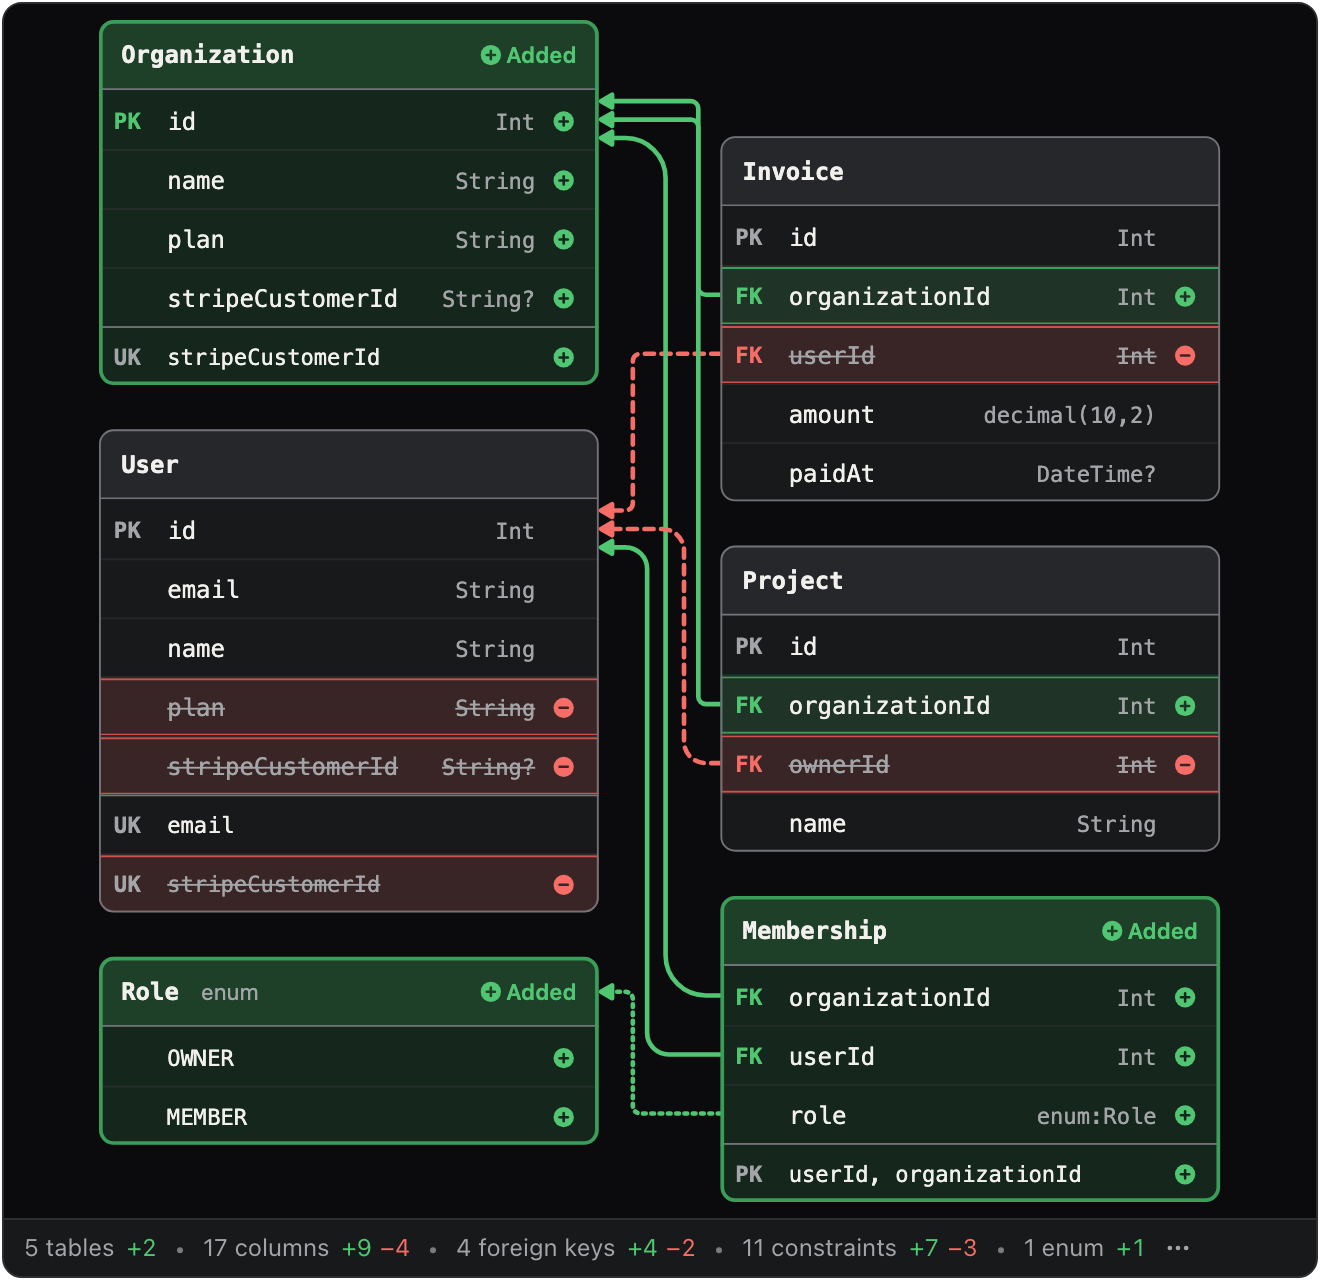 Organization Added
PK id Int
name String
plan String
stripeCustomerId String?
UK stripeCustomerId
User
PK id Int
email String
name String
plan String
stripeCustomerId String?
UK email
UK stripeCustomerId
Role enum Added
OWNER
MEMBER
Invoice
PK id Int
FK organizationId Int
FK userId Int
amount decimal(10,2)
paidAt DateTime?
Project
PK id Int
FK organizationId Int
FK ownerId Int
name String
Membership Added
FK organizationId Int
FK userId Int
role enum:Role
PK userId, organizationId
5 tables +2 • 17 columns +9 −4 • 4 foreign keys +4 −2 • 11 constraints +7 −3 • 1 enum +1 ···